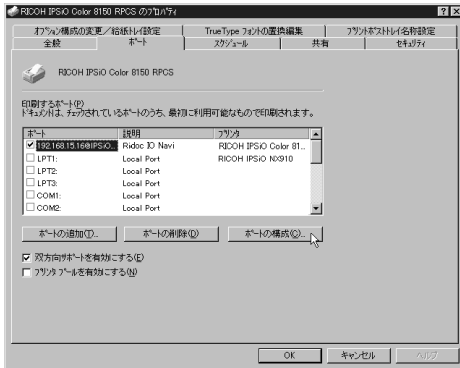 RICOH IPSiO Color 8150 RPCS のプロパティ
オプション構成の変更/給紙トレイ設定 TrueType フォントの置換編集 プリントポストトレイ名称設定
全般 ポート スケジュール 共有 セキュリティ
RICOH IPSiO Color 8150 RPCS
印刷するポート(P)
ドキュメントは、チェックされているポートのうち、最初に利用可能なもので印刷されます。
ポート 説明 プリンタ
192.168.15.16@IPSiO... Ridoc IO Navi RICOH IPSiO Color 81...
LPT1: Local Port RICOH IPSiO NX910
LPT2: Local Port
LPT3: Local Port
COM1: Local Port
COM2: Local Port
ポートの追加(T)... ポートの削除(D) ポートの構成(C)...
双方向サポートを有効にする(E)
プリンタ プールを有効にする(N)
OK キャンセル ヘルプ